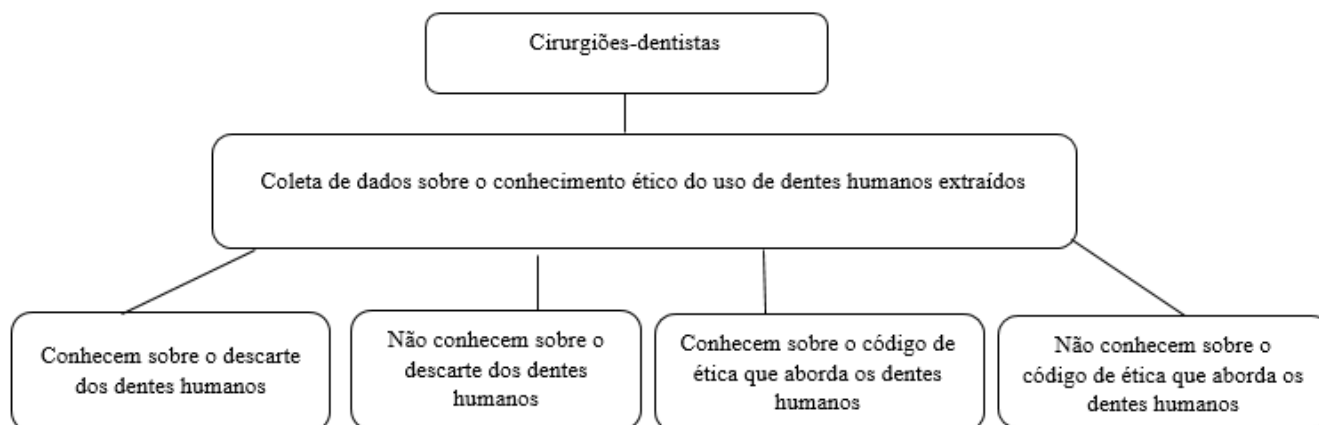 Cirurgiões-dentistas
Coleta de dados sobre o conhecimento ético do uso de dentes humanos extraídos
Conhecem sobre o descarte
dos dentes humanos
Não conhecem sobre o
descarte dos dentes
humanos
Conhecem sobre o código de
ética que aborda os dentes
humanos
Não conhecem sobre o
código de ética que aborda os
dentes humanos